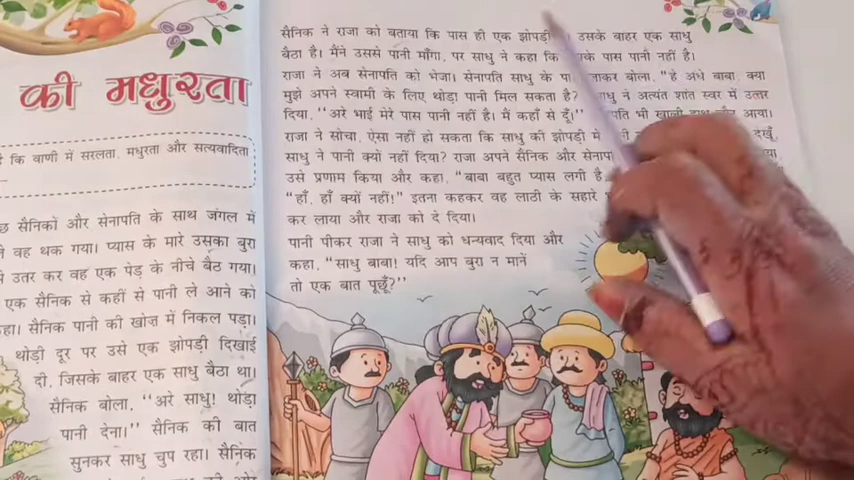 की मधुरता
कि वाणी में सरलता, मधुरता और सत्यवादिता
सैनिकों और सेनापति के साथ जंगल में
वह थक गया। प्यास के मारे उसका बुरा
उतर कर वह एक पेड़ के नीचे बैठ गया।
एक सैनिक से कहीं से पानी ले आने को
कहा। सैनिक पानी की खोज में निकल पड़ा।
थोड़ी दूर पर उसे एक झोपड़ी दिखाई
दी, जिसके बाहर एक साधु बैठा था।
सैनिक बोला, ‘‘अरे साधु! थोड़ा
पानी देना।’’ सैनिक की बात
सुनकर साधु चुप रहा। सैनिक
सैनिक ने राजा को बताया कि पास ही एक उसके बाहर एक साधु
बैठा है। मैंने उससे पानी माँगा, पर साधु ने कहा कि पास पानी नहीं है।
राजा ने अब सेनापति को भेजा। सेनापति साधु के जाकर बोला, ‘‘हे अंधे बाबा, क्या
मुझे अपने स्वामी के लिए थोड़ा पानी मिल सकता है? साधु ने अत्यंत शांत स्वर में उत्तर
दिया, ‘‘अरे भाई मेरे पास पानी नहीं है। मैं कहाँ से दूँ। भी खाली आया।
राजा ने सोचा, ऐसा नहीं हो सकता कि साधु की झोपड़ी में
साधु ने पानी क्यों नहीं दिया? राजा अपने सैनिक और
उसे प्रणाम किया और कहा, ‘‘बाबा बहुत प्यास लगी है
‘‘हाँ, हाँ क्यों नहीं!’’ इतना कहकर वह लाठी के सहारे
कर लाया और राजा को दे दिया।
पानी पीकर राजा ने साधु को धन्यवाद दिया और
कहा, ‘‘साधु बाबा! यदि आप बुरा न मानें
तो एक बात पूछूँ?’’